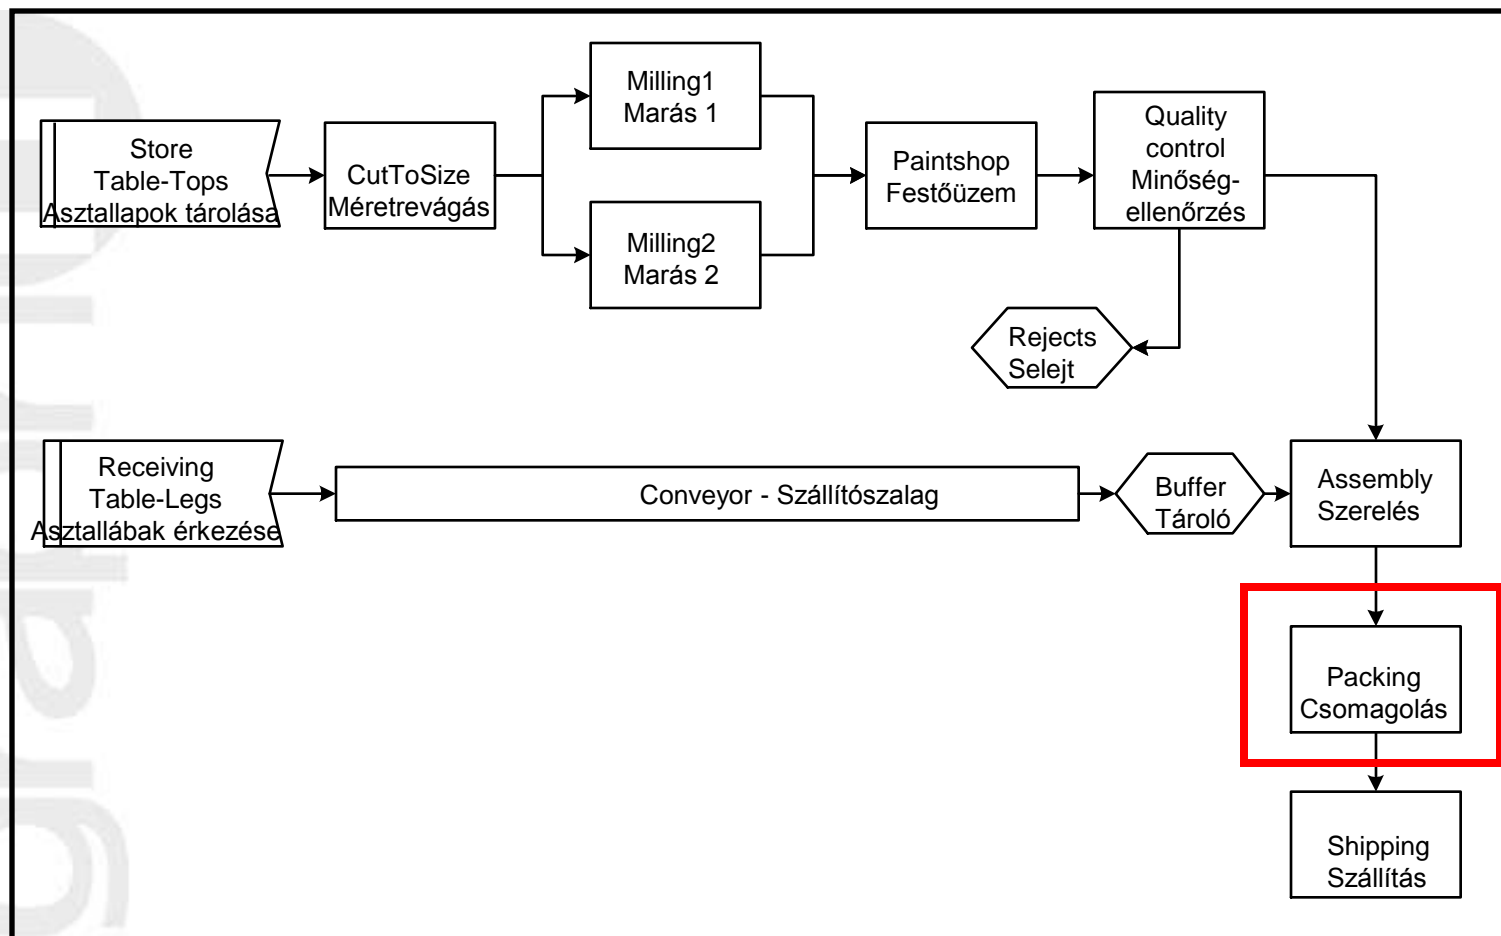 Store
Table-Tops
Asztallapok tárolása
CutToSize
Méretrevágás
Milling1
Marás 1
Milling2
Marás 2
Paintshop
Festőüzem
Quality
control
Minőség-
ellenőrzés
Rejects
Selejt
Receiving
Table-Legs
Asztallábak érkezése
Conveyor - Szállítószalag
Buffer
Tároló
Assembly
Szerelés
Packing
Csomagolás
Shipping
Szállítás